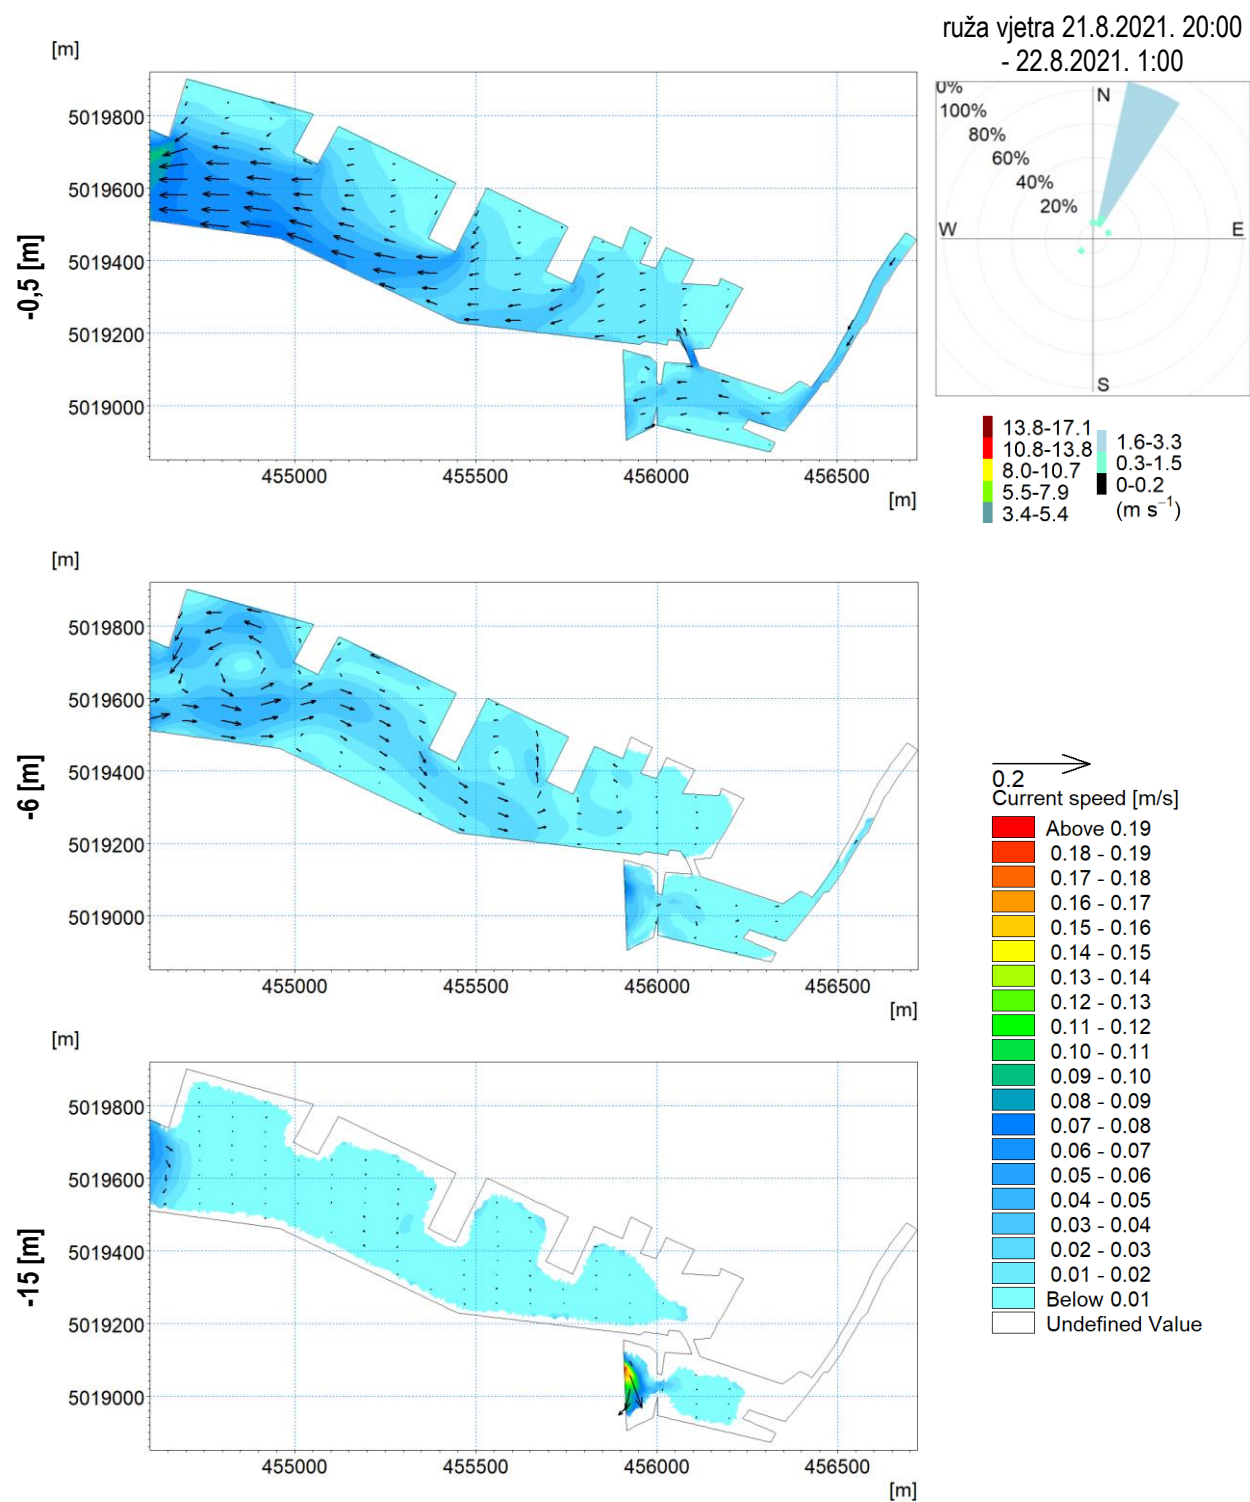 ruža vjetra 21.8.2021. 20:00
- 22.8.2021. 1:00
[m]
5019800
5019600
5019400
5019200
5019000
455000
455500
456000
456500
[m]
-0,5 [m]
0%
100%
80%
60%
40%
20%
N
W
E
S
13.8-17.1
10.8-13.8
8.0-10.7
5.5-7.9
3.4-5.4
1.6-3.3
0.3-1.5
0-0.2
(m s⁻¹)
[m]
5019800
5019600
5019400
5019200
5019000
455000
455500
456000
456500
[m]
-6 [m]
[m]
5019800
5019600
5019400
5019200
5019000
455000
455500
456000
456500
[m]
-15 [m]
0.2
Current speed [m/s]
Above 0.19
0.18 - 0.19
0.17 - 0.18
0.16 - 0.17
0.15 - 0.16
0.14 - 0.15
0.13 - 0.14
0.12 - 0.13
0.11 - 0.12
0.10 - 0.11
0.09 - 0.10
0.08 - 0.09
0.07 - 0.08
0.06 - 0.07
0.05 - 0.06
0.04 - 0.05
0.03 - 0.04
0.02 - 0.03
0.01 - 0.02
Below 0.01
Undefined Value